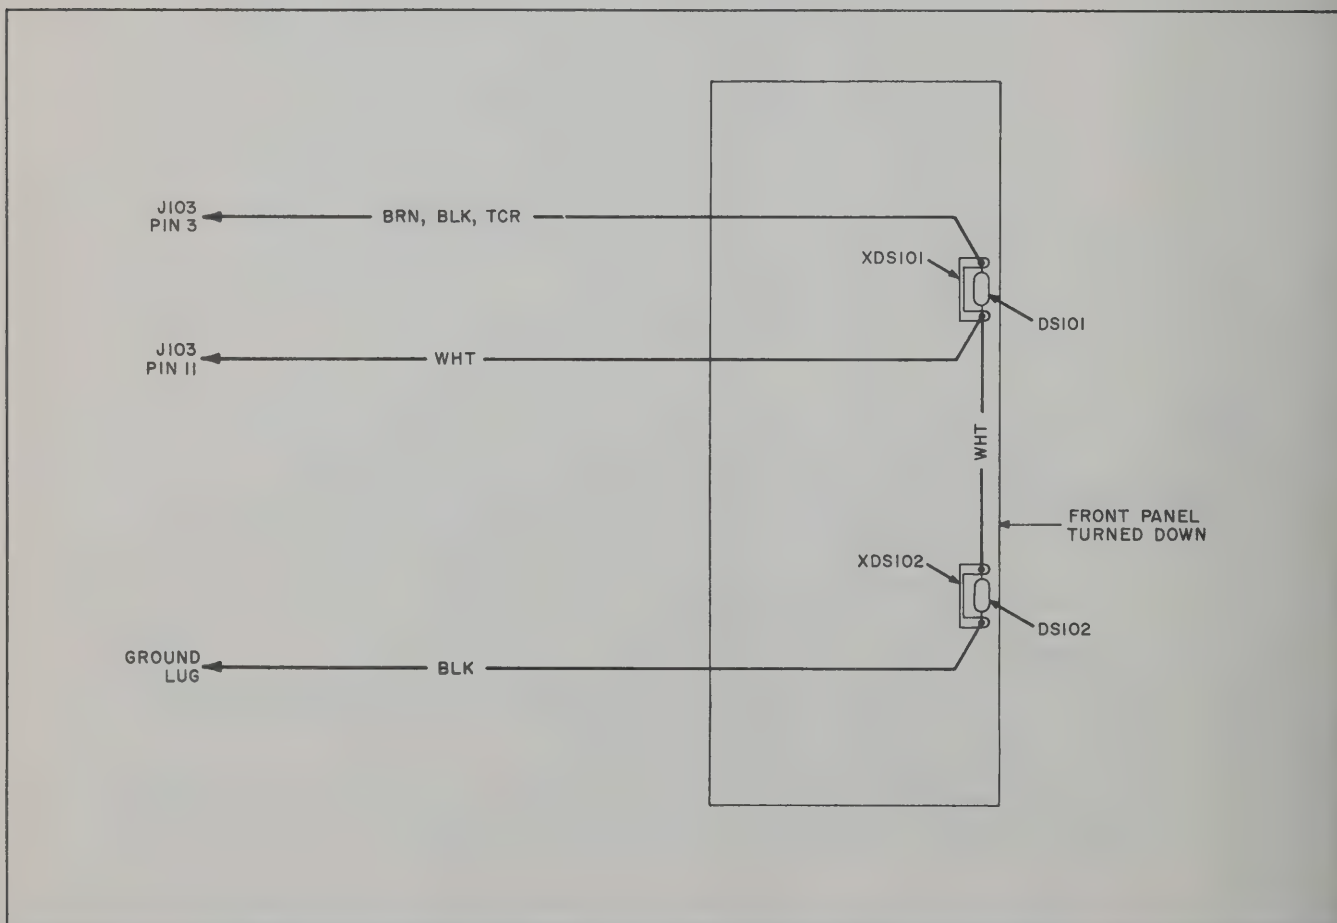 J103
PIN 3
BRN, BLK, TCR
XDS101
DS101
J103
PIN 11
WHT
WHT
FRONT PANEL
TURNED DOWN
XDS102
DS102
GROUND
LUG
BLK